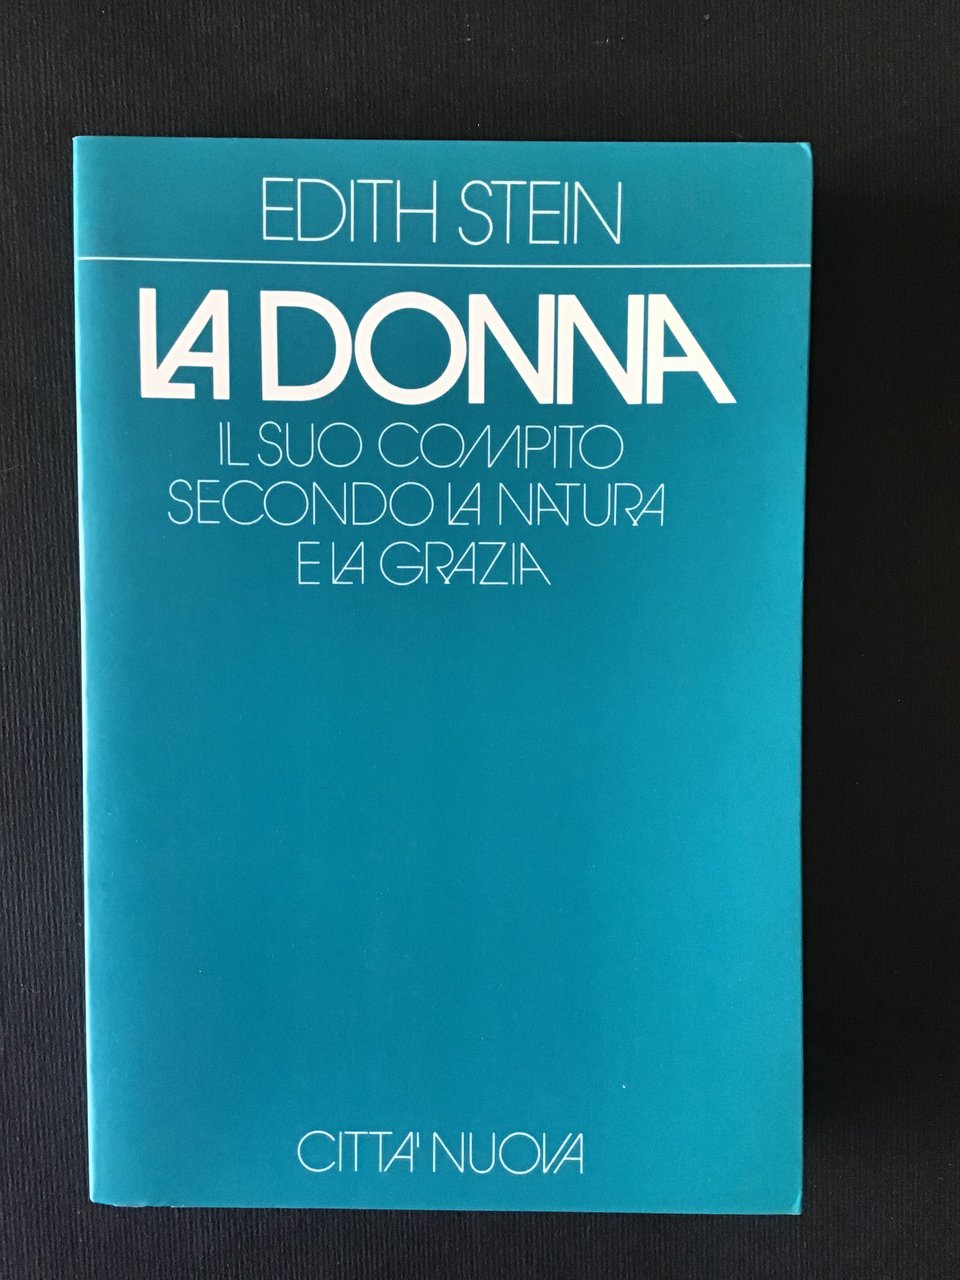 EDITH STEIN
LA DONNA
IL SUO COMPITO
SECONDO LA NATURA
E LA GRAZIA
CITTA' NUOVA